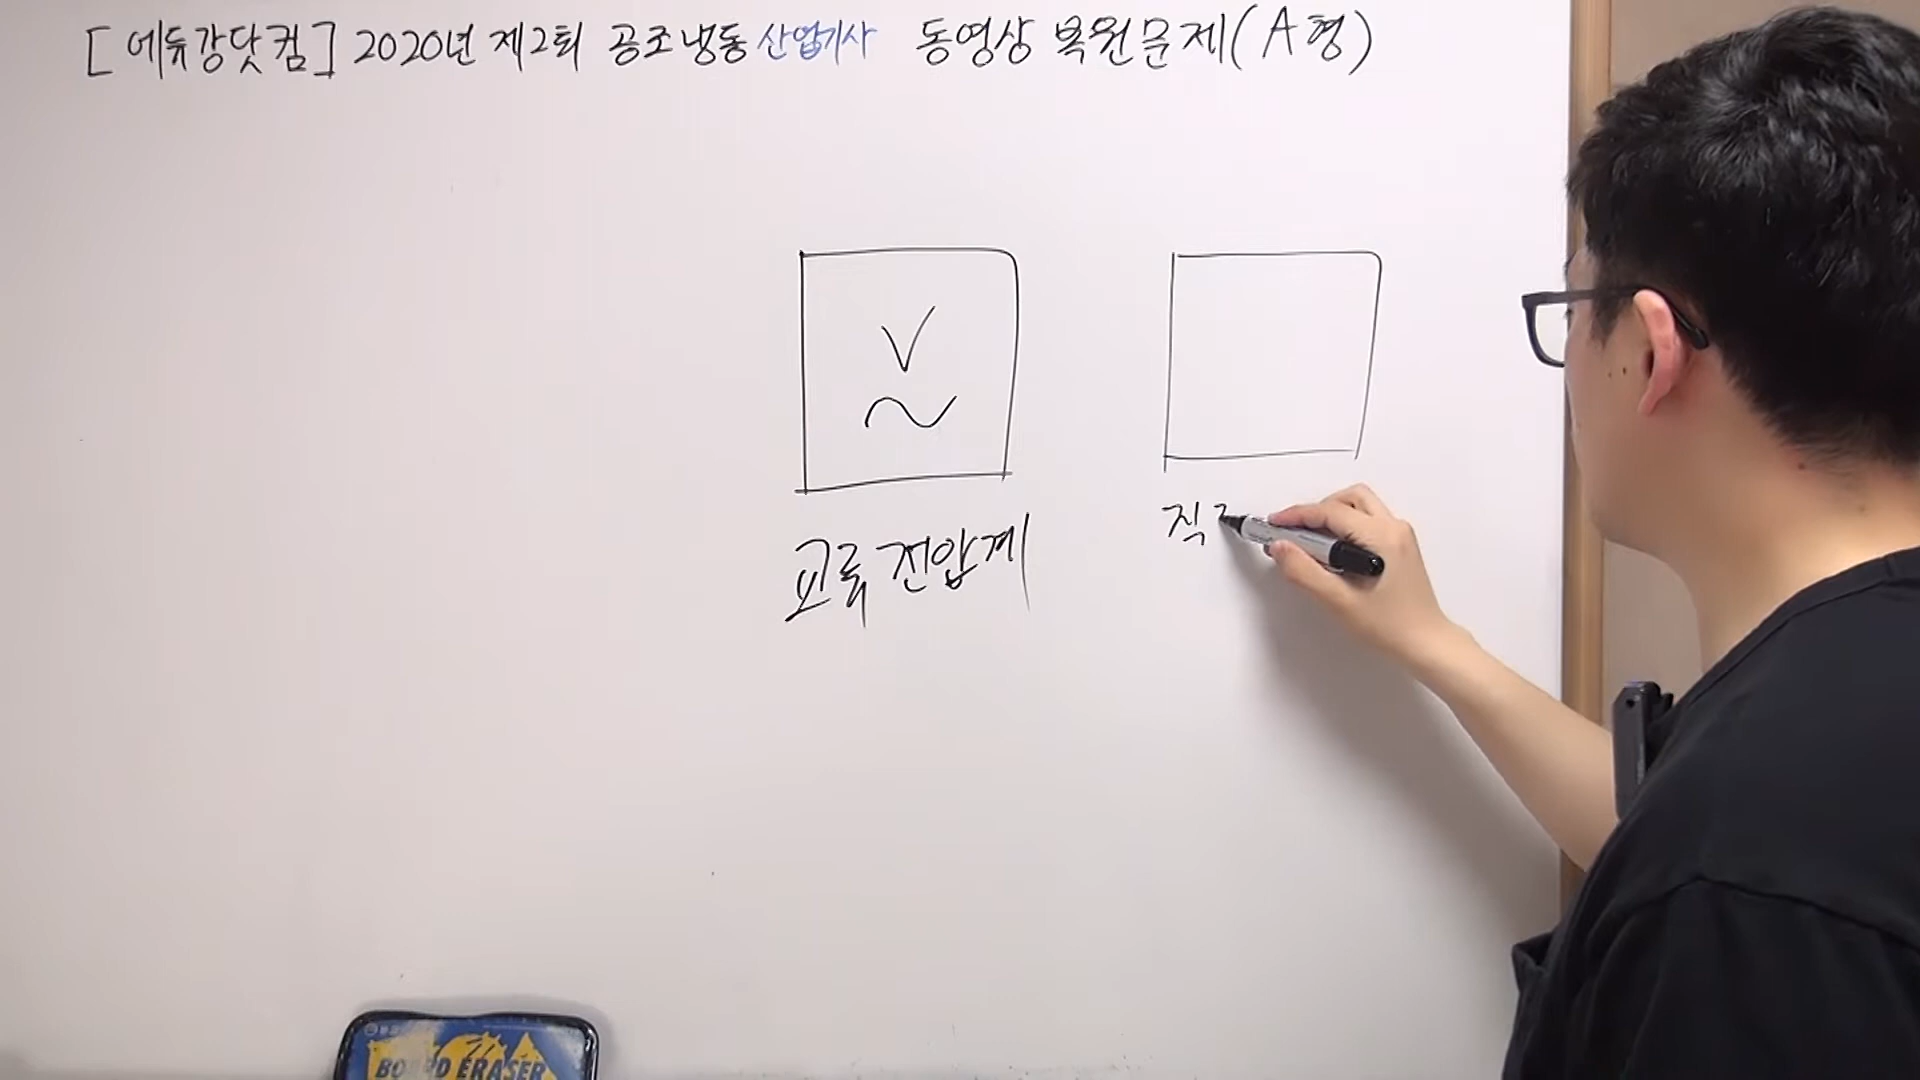 [에듀강닷컴] 2020년 제2회 공조냉동산업기사 동영상 복원문제(A형)
V
~
교류전압계
직
BOARD ERASER